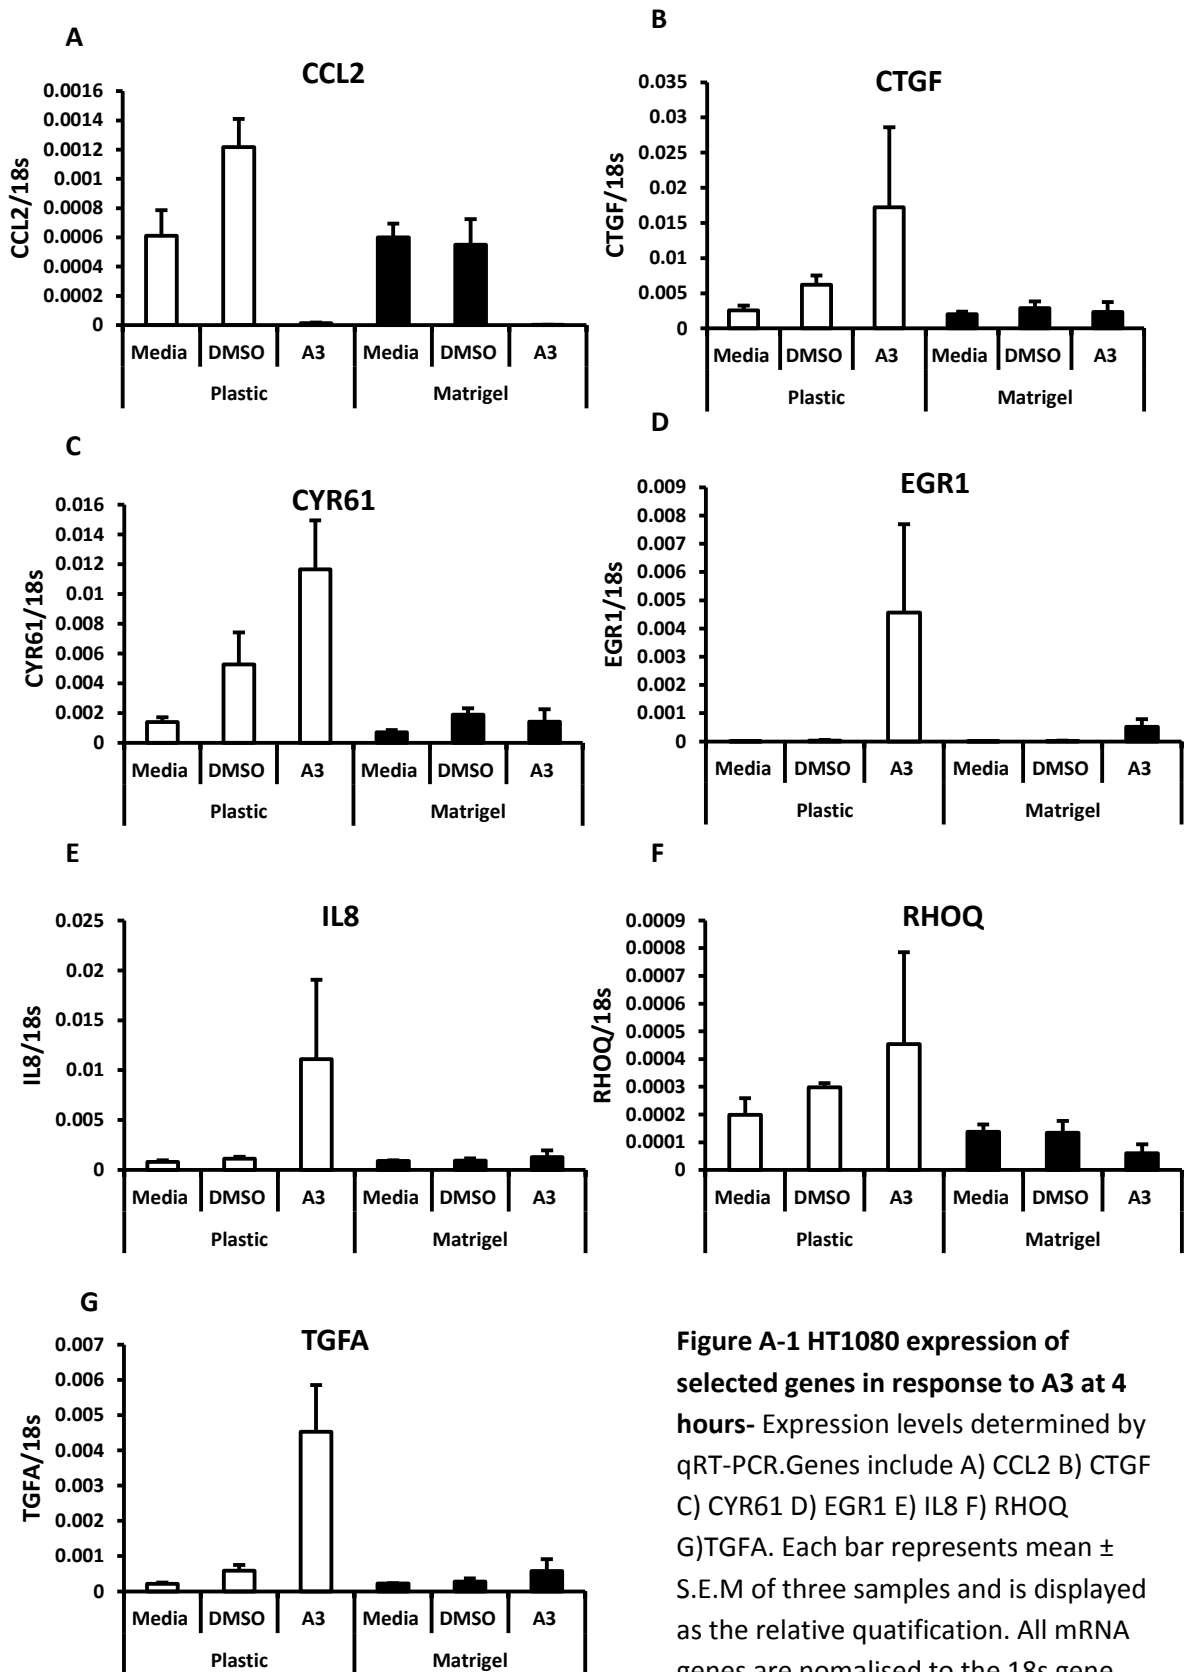 A
CCL2
CCL2/18s
0.0016
0.0014
0.0012
0.001
0.0008
0.0006
0.0004
0.0002
0
Media DMSO A3 Media DMSO A3
Plastic Matrigel
B
CTGF
CTGF/18s
0.035
0.03
0.025
0.02
0.015
0.01
0.005
0
Media DMSO A3 Media DMSO A3
Plastic Matrigel
C
CYR61
CYR61/18s
0.016
0.014
0.012
0.01
0.008
0.006
0.004
0.002
0
Media DMSO A3 Media DMSO A3
Plastic Matrigel
D
EGR1
EGR1/18s
0.009
0.008
0.007
0.006
0.005
0.004
0.003
0.002
0.001
0
Media DMSO A3 Media DMSO A3
Plastic Matrigel
E
IL8
IL8/18s
0.025
0.02
0.015
0.01
0.005
0
Media DMSO A3 Media DMSO A3
Plastic Matrigel
F
RHOQ
RHOQ/18s
0.0009
0.0008
0.0007
0.0006
0.0005
0.0004
0.0003
0.0002
0.0001
0
Media DMSO A3 Media DMSO A3
Plastic Matrigel
G
TGFA
TGFA/18s
0.007
0.006
0.005
0.004
0.003
0.002
0.001
0
Media DMSO A3 Media DMSO A3
Plastic Matrigel
Figure A-1 HT1080 expression of
selected genes in response to A3 at 4
hours- Expression levels determined by
qRT-PCR.Genes include A) CCL2 B) CTGF
C) CYR61 D) EGR1 E) IL8 F) RHOQ
G)TGFA. Each bar represents mean ±
S.E.M of three samples and is displayed
as the relative quatification. All mRNA
genes are nomalised to the 18s gene